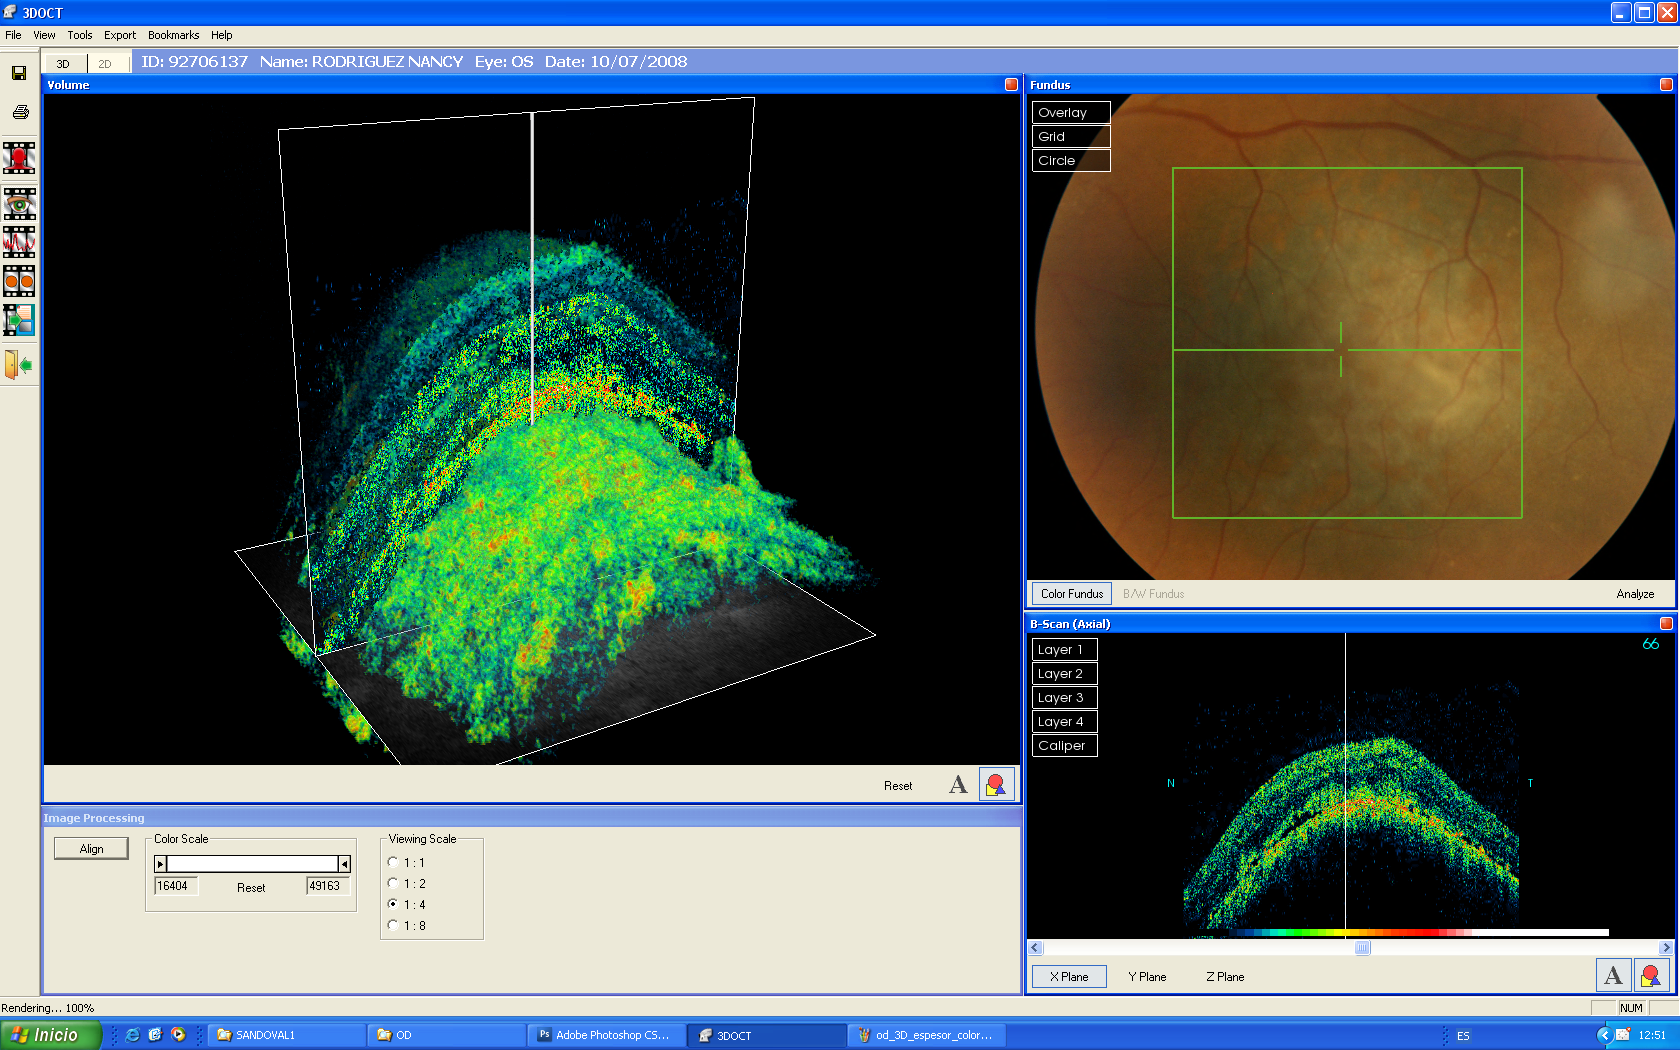 3DOCT
File View Tools Export Bookmarks Help
3D 2D ID: 92706137 Name: RODRIGUEZ NANCY Eye: OS Date: 10/07/2008
Volume
Reset A
Fundus
Overlay
Grid
Circle
Color Fundus B/W Fundus Analyze
B-Scan (Axial)
66
Layer 1
Layer 2
Layer 3
Layer 4
Caliper
N T
X Plane Y Plane Z Plane A
Image Processing
Align
Color Scale
16404 Reset 49163
Viewing Scale
1 : 1
1 : 2
1 : 4
1 : 8
Rendering... 100% NUM
Inicio SANDOVAL1 OD Ps Adobe Photoshop CS... 3DOCT od_3D_espesor_color... ES 12:51